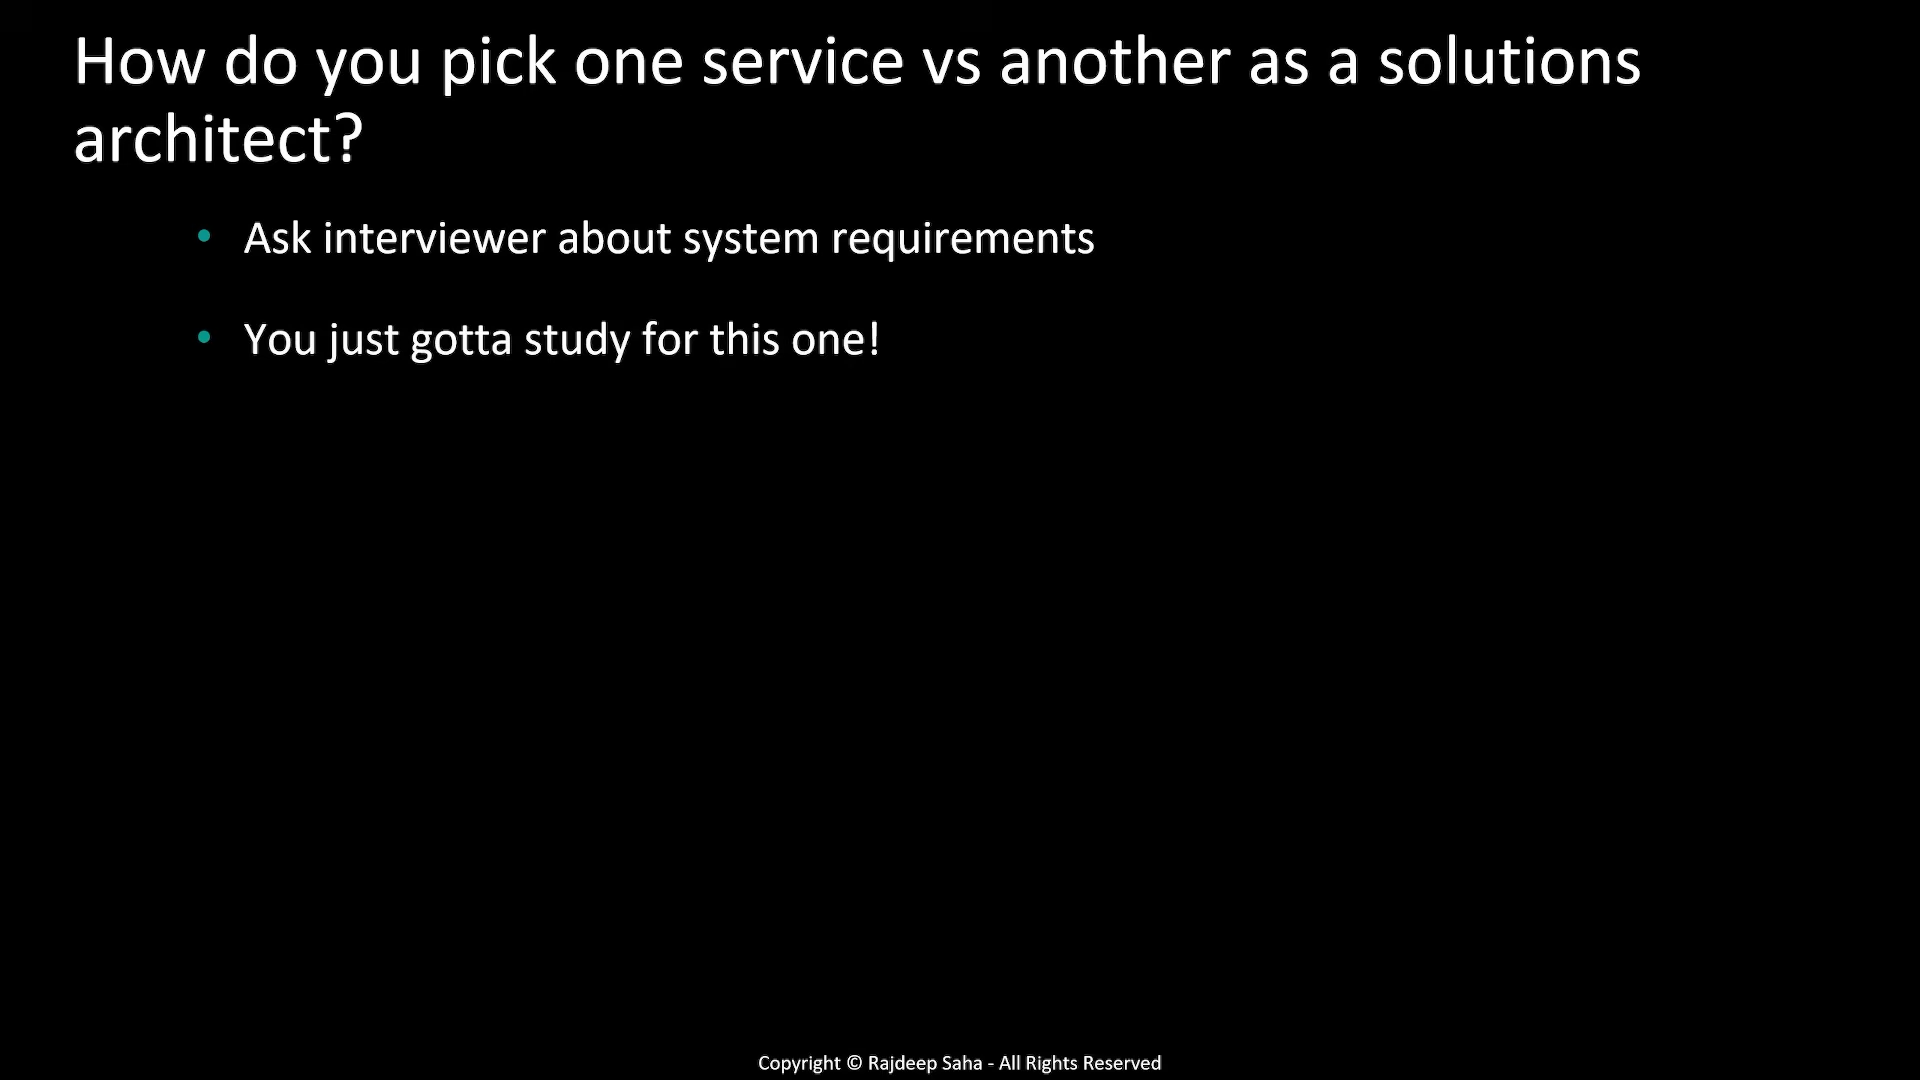 How do you pick one service vs another as a solutions
architect?
• Ask interviewer about system requirements
• You just gotta study for this one!
Copyright © Rajdeep Saha - All Rights Reserved